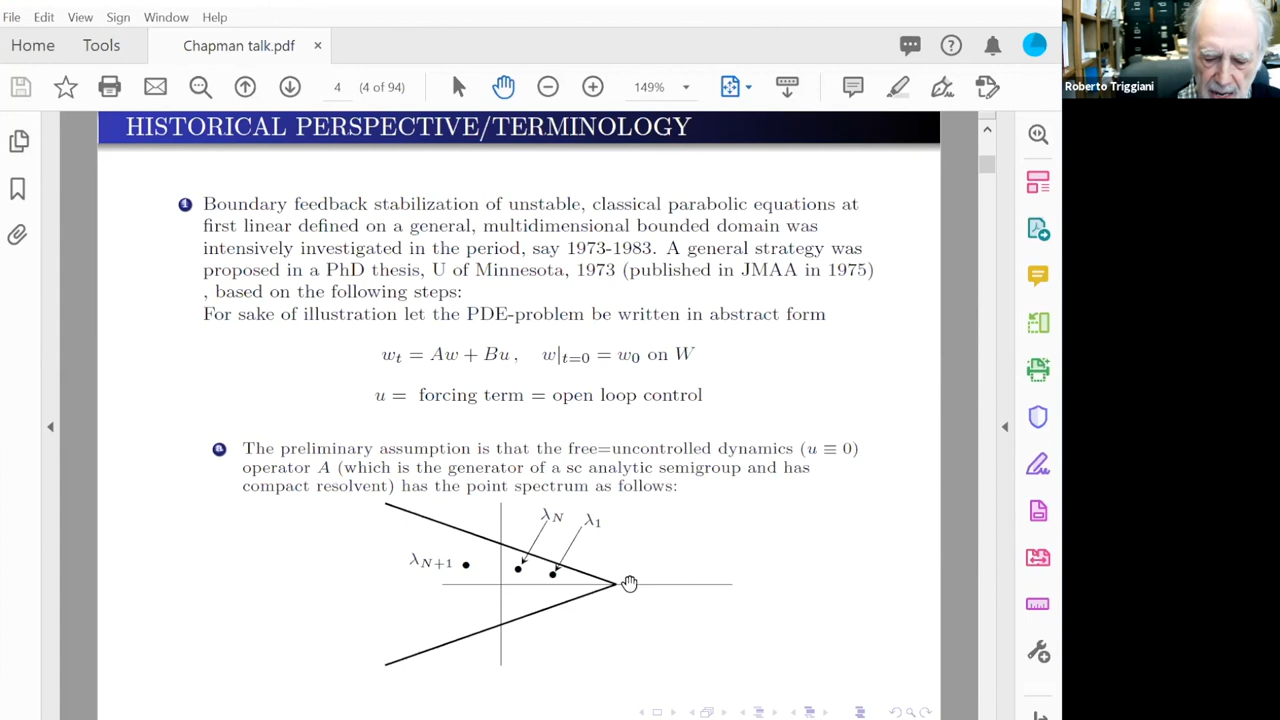 File Edit View Sign Window Help
Home Tools Chapman talk.pdf ×
4 (4 of 94) 149%
Roberto Triggiani
HISTORICAL PERSPECTIVE/TERMINOLOGY
1 Boundary feedback stabilization of unstable, classical parabolic equations at
first linear defined on a general, multidimensional bounded domain was
intensively investigated in the period, say 1973-1983. A general strategy was
proposed in a PhD thesis, U of Minnesota, 1973 (published in JMAA in 1975)
, based on the following steps:
For sake of illustration let the PDE-problem be written in abstract form
w_t = Aw + Bu , w|_{t=0} = w_0 on W
u = forcing term = open loop control
a The preliminary assumption is that the free=uncontrolled dynamics (u ≡ 0)
operator A (which is the generator of a sc analytic semigroup and has
compact resolvent) has the point spectrum as follows:
λ_N λ_1
λ_{N+1}